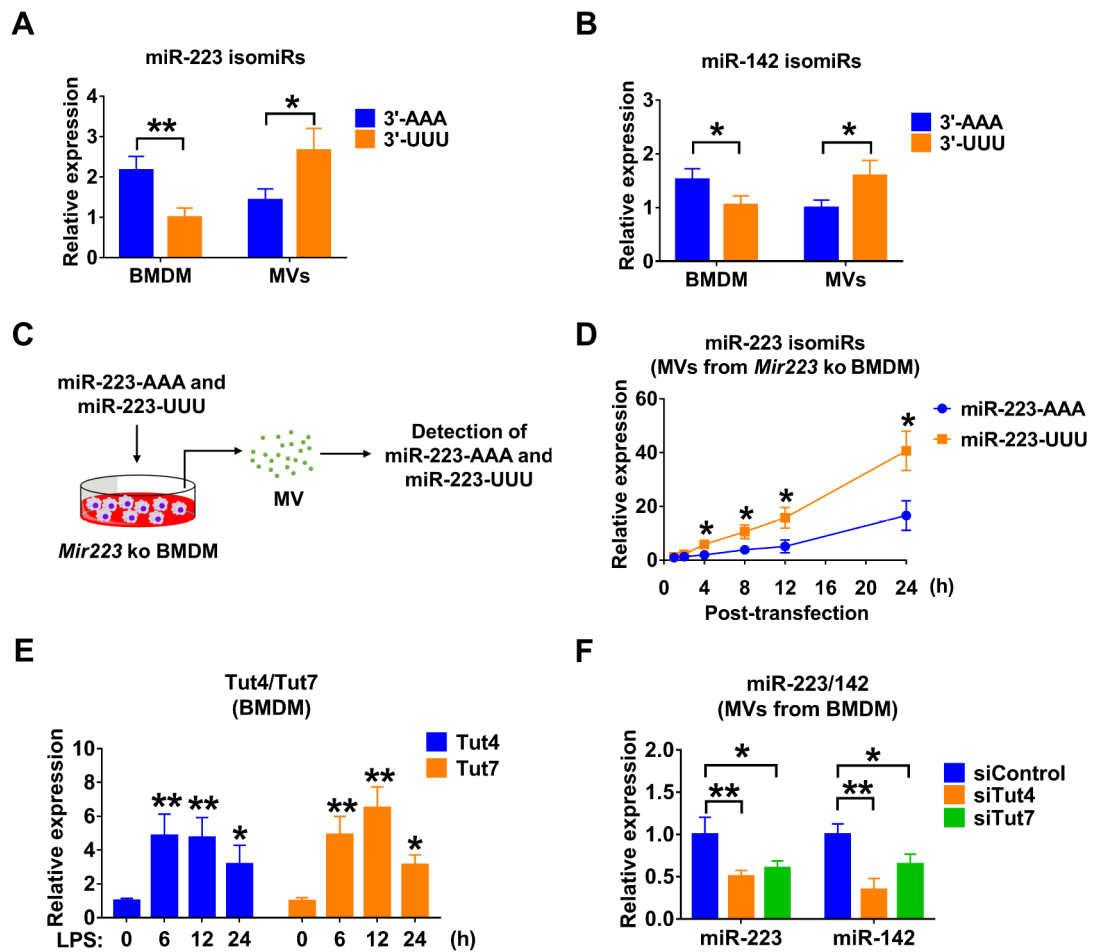 A
miR-223 isomiRs
Relative expression
4
3
2
1
0
**
*
3'-AAA
3'-UUU
BMDM
MVs
B
miR-142 isomiRs
Relative expression
3
2
1
0
*
*
3'-AAA
3'-UUU
BMDM
MVs
C
miR-223-AAA and
miR-223-UUU
Mir223 ko BMDM
MV
Detection of
miR-223-AAA and
miR-223-UUU
D
miR-223 isomiRs
(MVs from Mir223 ko BMDM)
Relative expression
60
40
20
0
*
*
*
*
miR-223-AAA
miR-223-UUU
0 4 8 12 16 20 24 (h)
Post-transfection
E
Tut4/Tut7
(BMDM)
Relative expression
10
8
6
4
2
0
** ** *
** ** *
Tut4
Tut7
LPS: 0 6 12 24 0 6 12 24 (h)
F
miR-223/142
(MVs from BMDM)
Relative expression
2.0
1.5
1.0
0.5
0.0
*
**
*
**
siControl
siTut4
siTut7
miR-223
miR-142